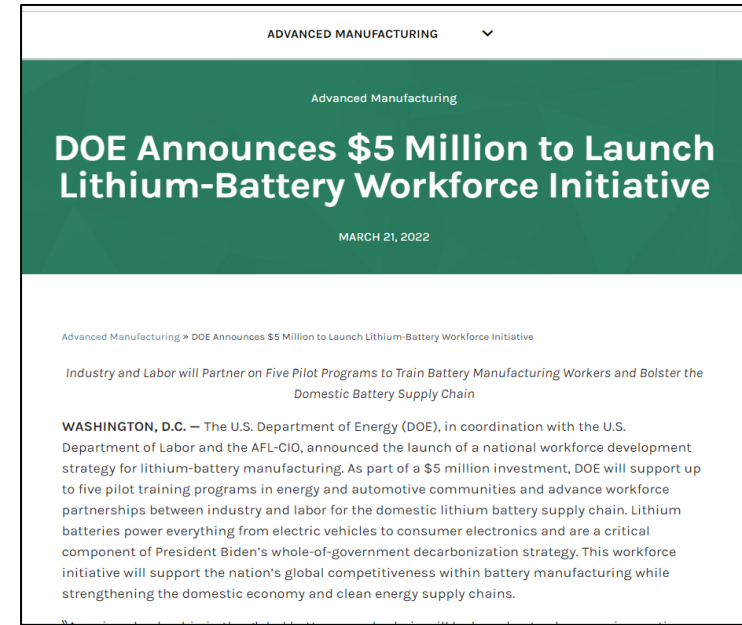 ADVANCED MANUFACTURING
Advanced Manufacturing
DOE Announces $5 Million to Launch
Lithium-Battery Workforce Initiative
MARCH 21, 2022
Advanced Manufacturing » DOE Announces $5 Million to Launch Lithium-Battery Workforce Initiative
Industry and Labor will Partner on Five Pilot Programs to Train Battery Manufacturing Workers and Bolster the
Domestic Battery Supply Chain
WASHINGTON, D.C. — The U.S. Department of Energy (DOE), in coordination with the U.S.
Department of Labor and the AFL-CIO, announced the launch of a national workforce development
strategy for lithium-battery manufacturing. As part of a $5 million investment, DOE will support up
to five pilot training programs in energy and automotive communities and advance workforce
partnerships between industry and labor for the domestic lithium battery supply chain. Lithium
batteries power everything from electric vehicles to consumer electronics and are a critical
component of President Biden's whole-of-government decarbonization strategy. This workforce
initiative will support the nation's global competitiveness within battery manufacturing while
strengthening the domestic economy and clean energy supply chains.